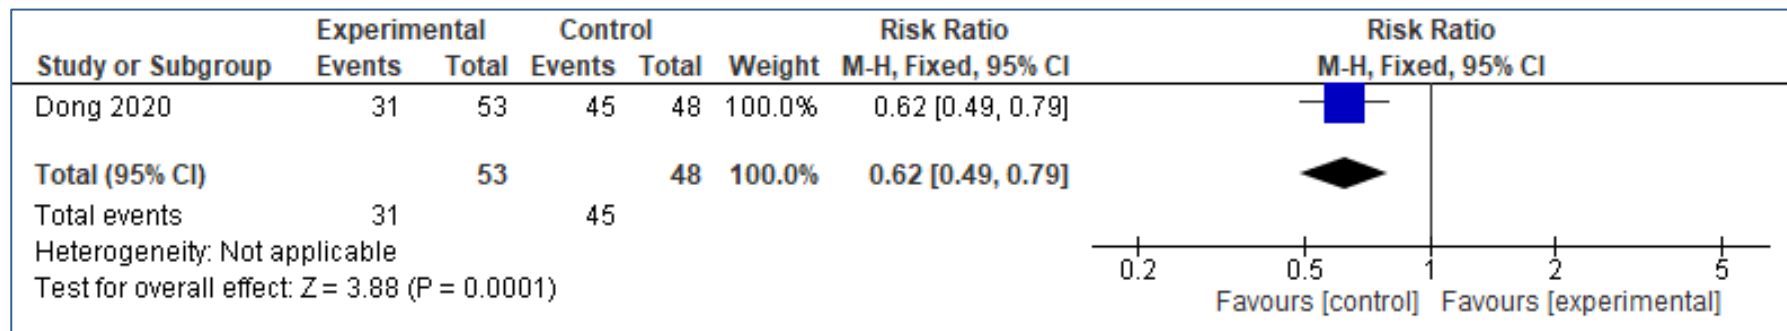 Experimental Control Risk Ratio Risk Ratio
Study or Subgroup Events Total Events Total Weight M-H, Fixed, 95% CI M-H, Fixed, 95% CI
Dong 2020 31 53 45 48 100.0% 0.62 [0.49, 0.79]
Total (95% CI) 53 48 100.0% 0.62 [0.49, 0.79]
Total events 31 45
Heterogeneity: Not applicable
Test for overall effect: Z = 3.88 (P = 0.0001)
0.2 0.5 1 2 5
Favours [control] Favours [experimental]